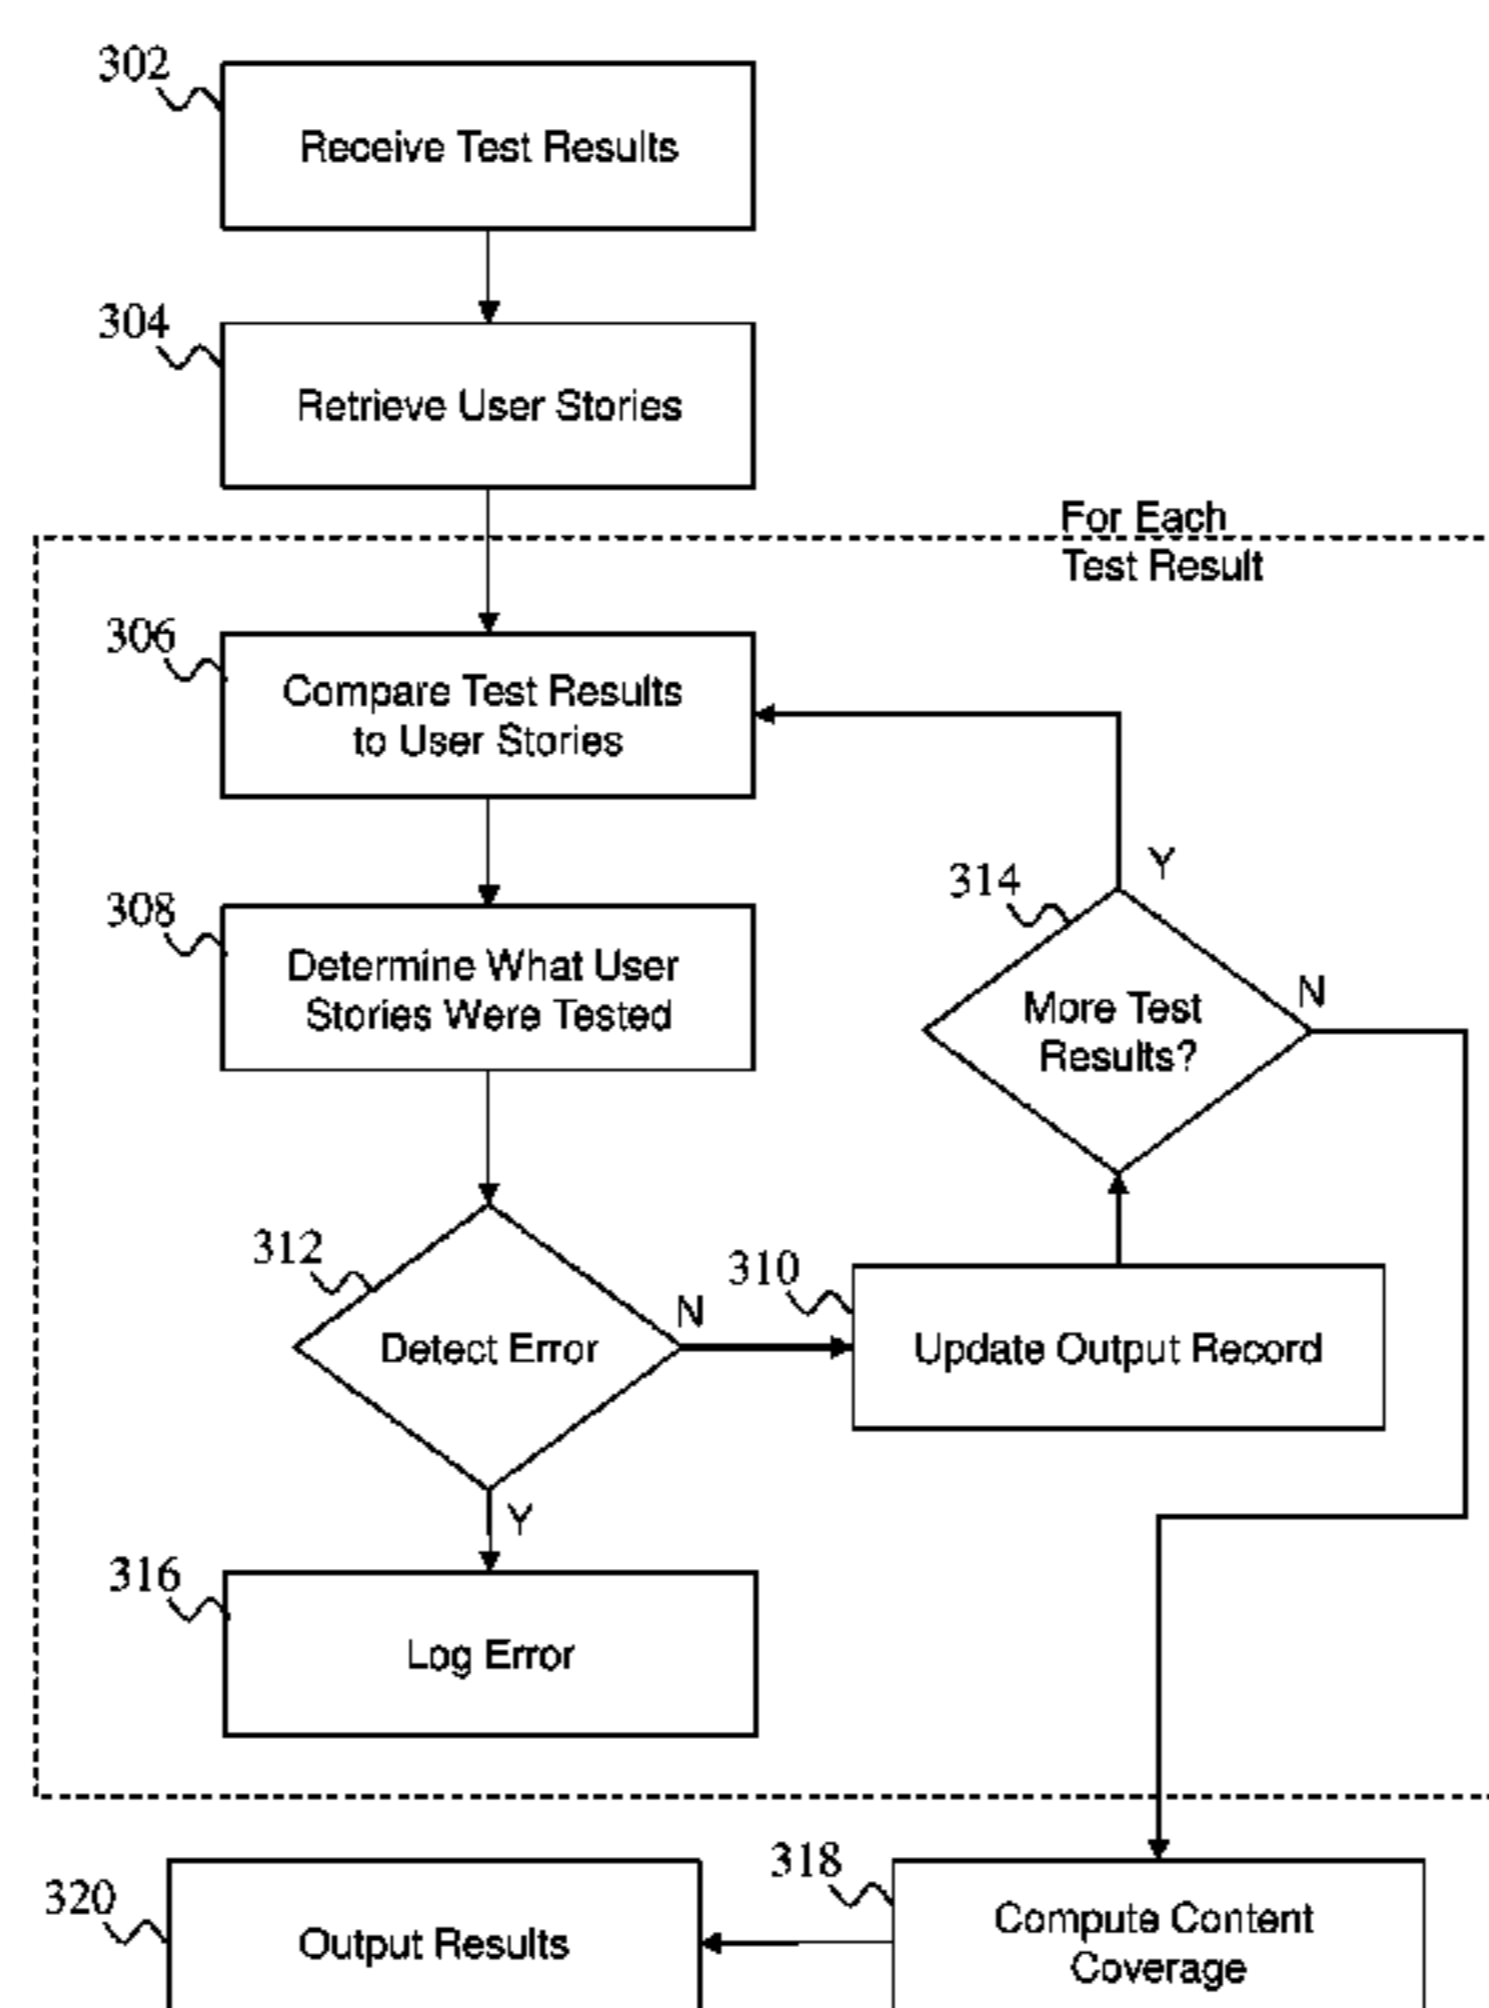 302
Receive Test Results
304
Retrieve User Stories
For Each
Test Result
306
Compare Test Results
to User Stories
308
Determine What User
Stories Were Tested
314
Y
More Test
Results?
N
312
Detect Error
N
310
Update Output Record
Y
316
Log Error
320
Output Results
318
Compute Content
Coverage